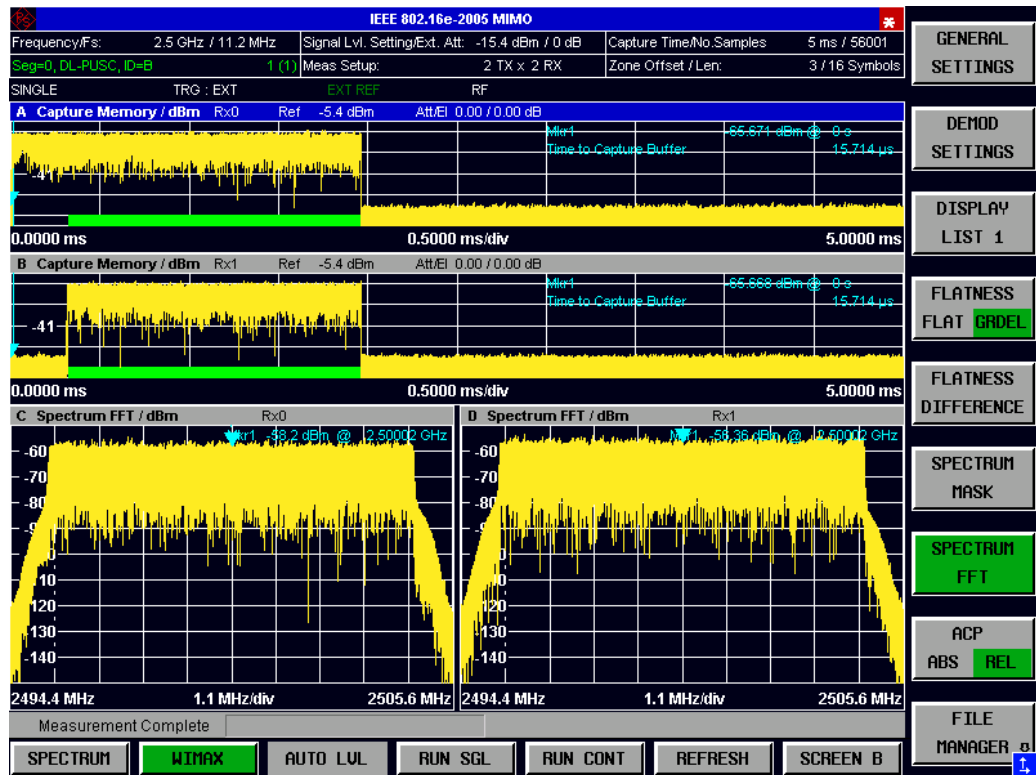 IEEE 802.16e-2005 MIMO
Frequency/Fs: 2.5 GHz / 11.2 MHz Signal Lvl. Setting/Ext. Att: -15.4 dBm / 0 dB Capture Time/No.Samples 5 ms / 56001
Seg=0, DL-PUSC, ID=B 1 (1) Meas Setup: 2 TX x 2 RX Zone Offset / Len: 3 / 16 Symbols
SINGLE TRG : EXT EXT REF RF
A Capture Memory / dBm Rx0 Ref -5.4 dBm Att/El 0.00 / 0.00 dB
Mkr1 -65.671 dBm @ 0 s
Time to Capture Buffer 15.714 µs
-41
0.0000 ms 0.5000 ms/div 5.0000 ms
B Capture Memory / dBm Rx1 Ref -5.4 dBm Att/El 0.00 / 0.00 dB
Mkr1 -65.668 dBm @ 0 s
Time to Capture Buffer 15.714 µs
-41
0.0000 ms 0.5000 ms/div 5.0000 ms
C Spectrum FFT / dBm Rx0
-58.2 dBm @ 2.50002 GHz
-60
-70
-80
-130
-140
2494.4 MHz 1.1 MHz/div 2505.6 MHz
D Spectrum FFT / dBm Rx1
-56.36 dBm @ 2.50002 GHz
-60
-70
-80
-130
-140
2494.4 MHz 1.1 MHz/div 2505.6 MHz
Measurement Complete
SPECTRUM WIMAX AUTO LVL RUN SGL RUN CONT REFRESH SCREEN B
GENERAL
SETTINGS
DEMOD
SETTINGS
DISPLAY
LIST 1
FLATNESS
FLAT GRDEL
FLATNESS
DIFFERENCE
SPECTRUM
MASK
SPECTRUM
FFT
ACP
ABS REL
FILE
MANAGER